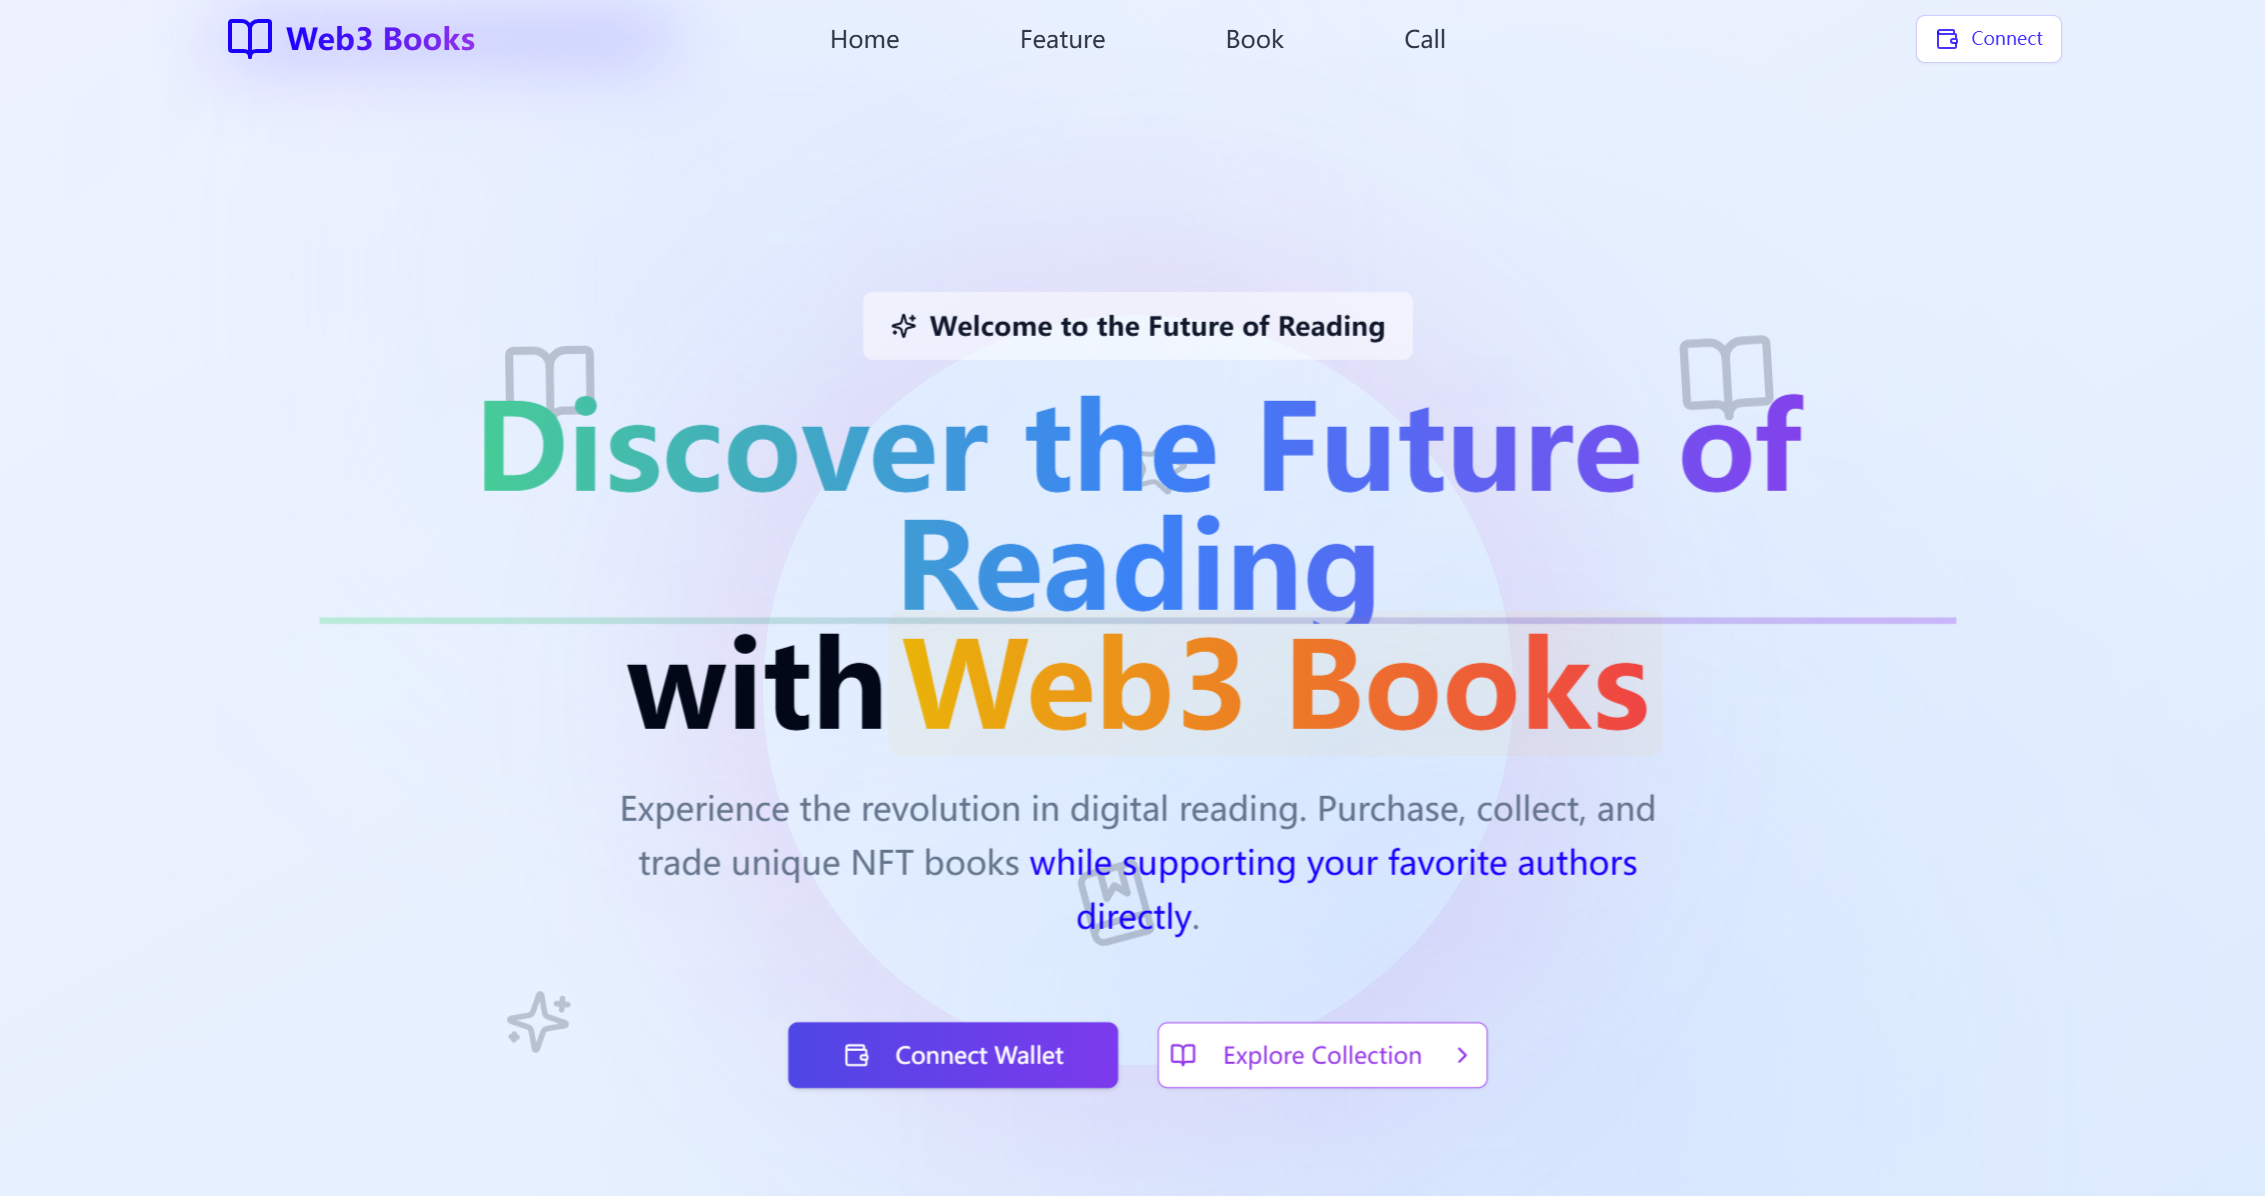 Web3 Books
Home
Feature
Book
Call
Connect
Welcome to the Future of Reading
Discover the Future of
Reading
with Web3 Books
Experience the revolution in digital reading. Purchase, collect, and
trade unique NFT books while supporting your favorite authors
directly.
Connect Wallet
Explore Collection